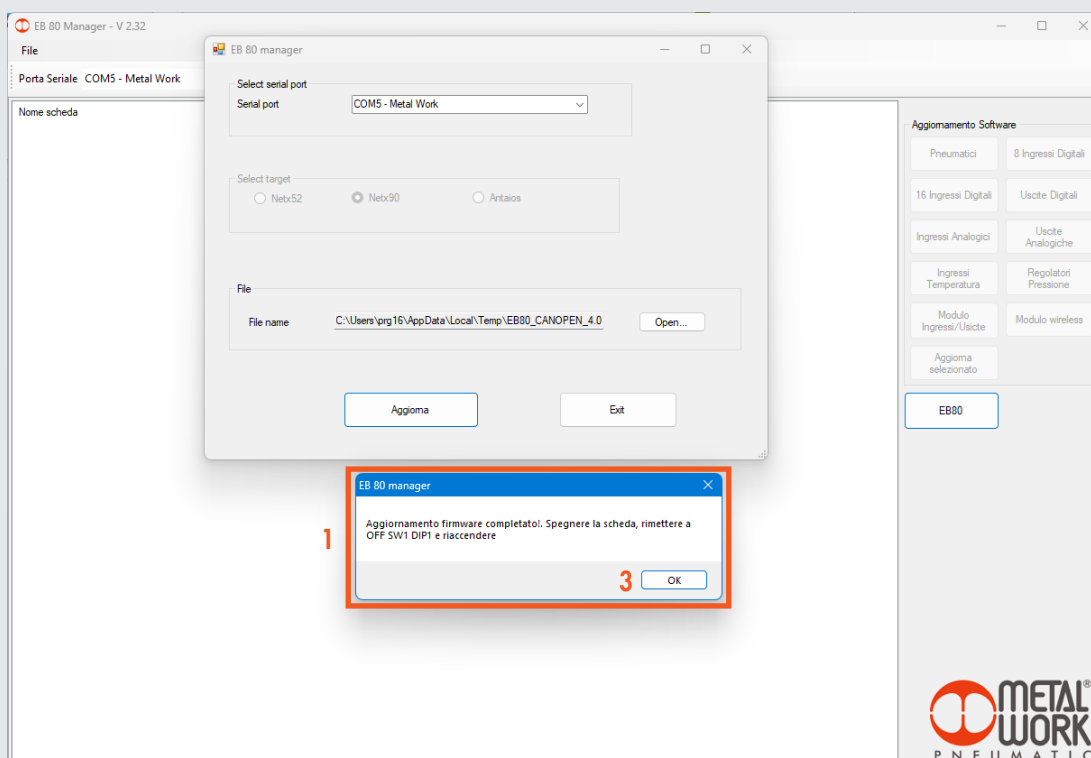 EB 80 Manager - V 2.32
File
Porta Seriale COM5 - Metal Work
Nome scheda
EB 80 manager
Select serial port
Serial port COM5 - Metal Work
Select target
Netx52 Netx90 Antaios
File
File name C:\Users\prg16\AppData\Local\Temp\EB80_CANOPEN_4.0 Open...
Aggiorna Exit
Aggiornamento Software
Pneumatici 8 Ingressi Digitali
16 Ingressi Digitali Uscite Digitali
Ingressi Analogici Uscite
Analogiche
Ingressi
Temperatura Regolatori
Pressione
Modulo
Ingressi/Usicte Modulo wireless
Aggiorna
selezionato
EB80
1
EB 80 manager
Aggiornamento firmware completato!. Spegnere la scheda, rimettere a
OFF SW1 DIP1 e riaccendere
3 OK
METAL®
WORK
PNEUMATIC